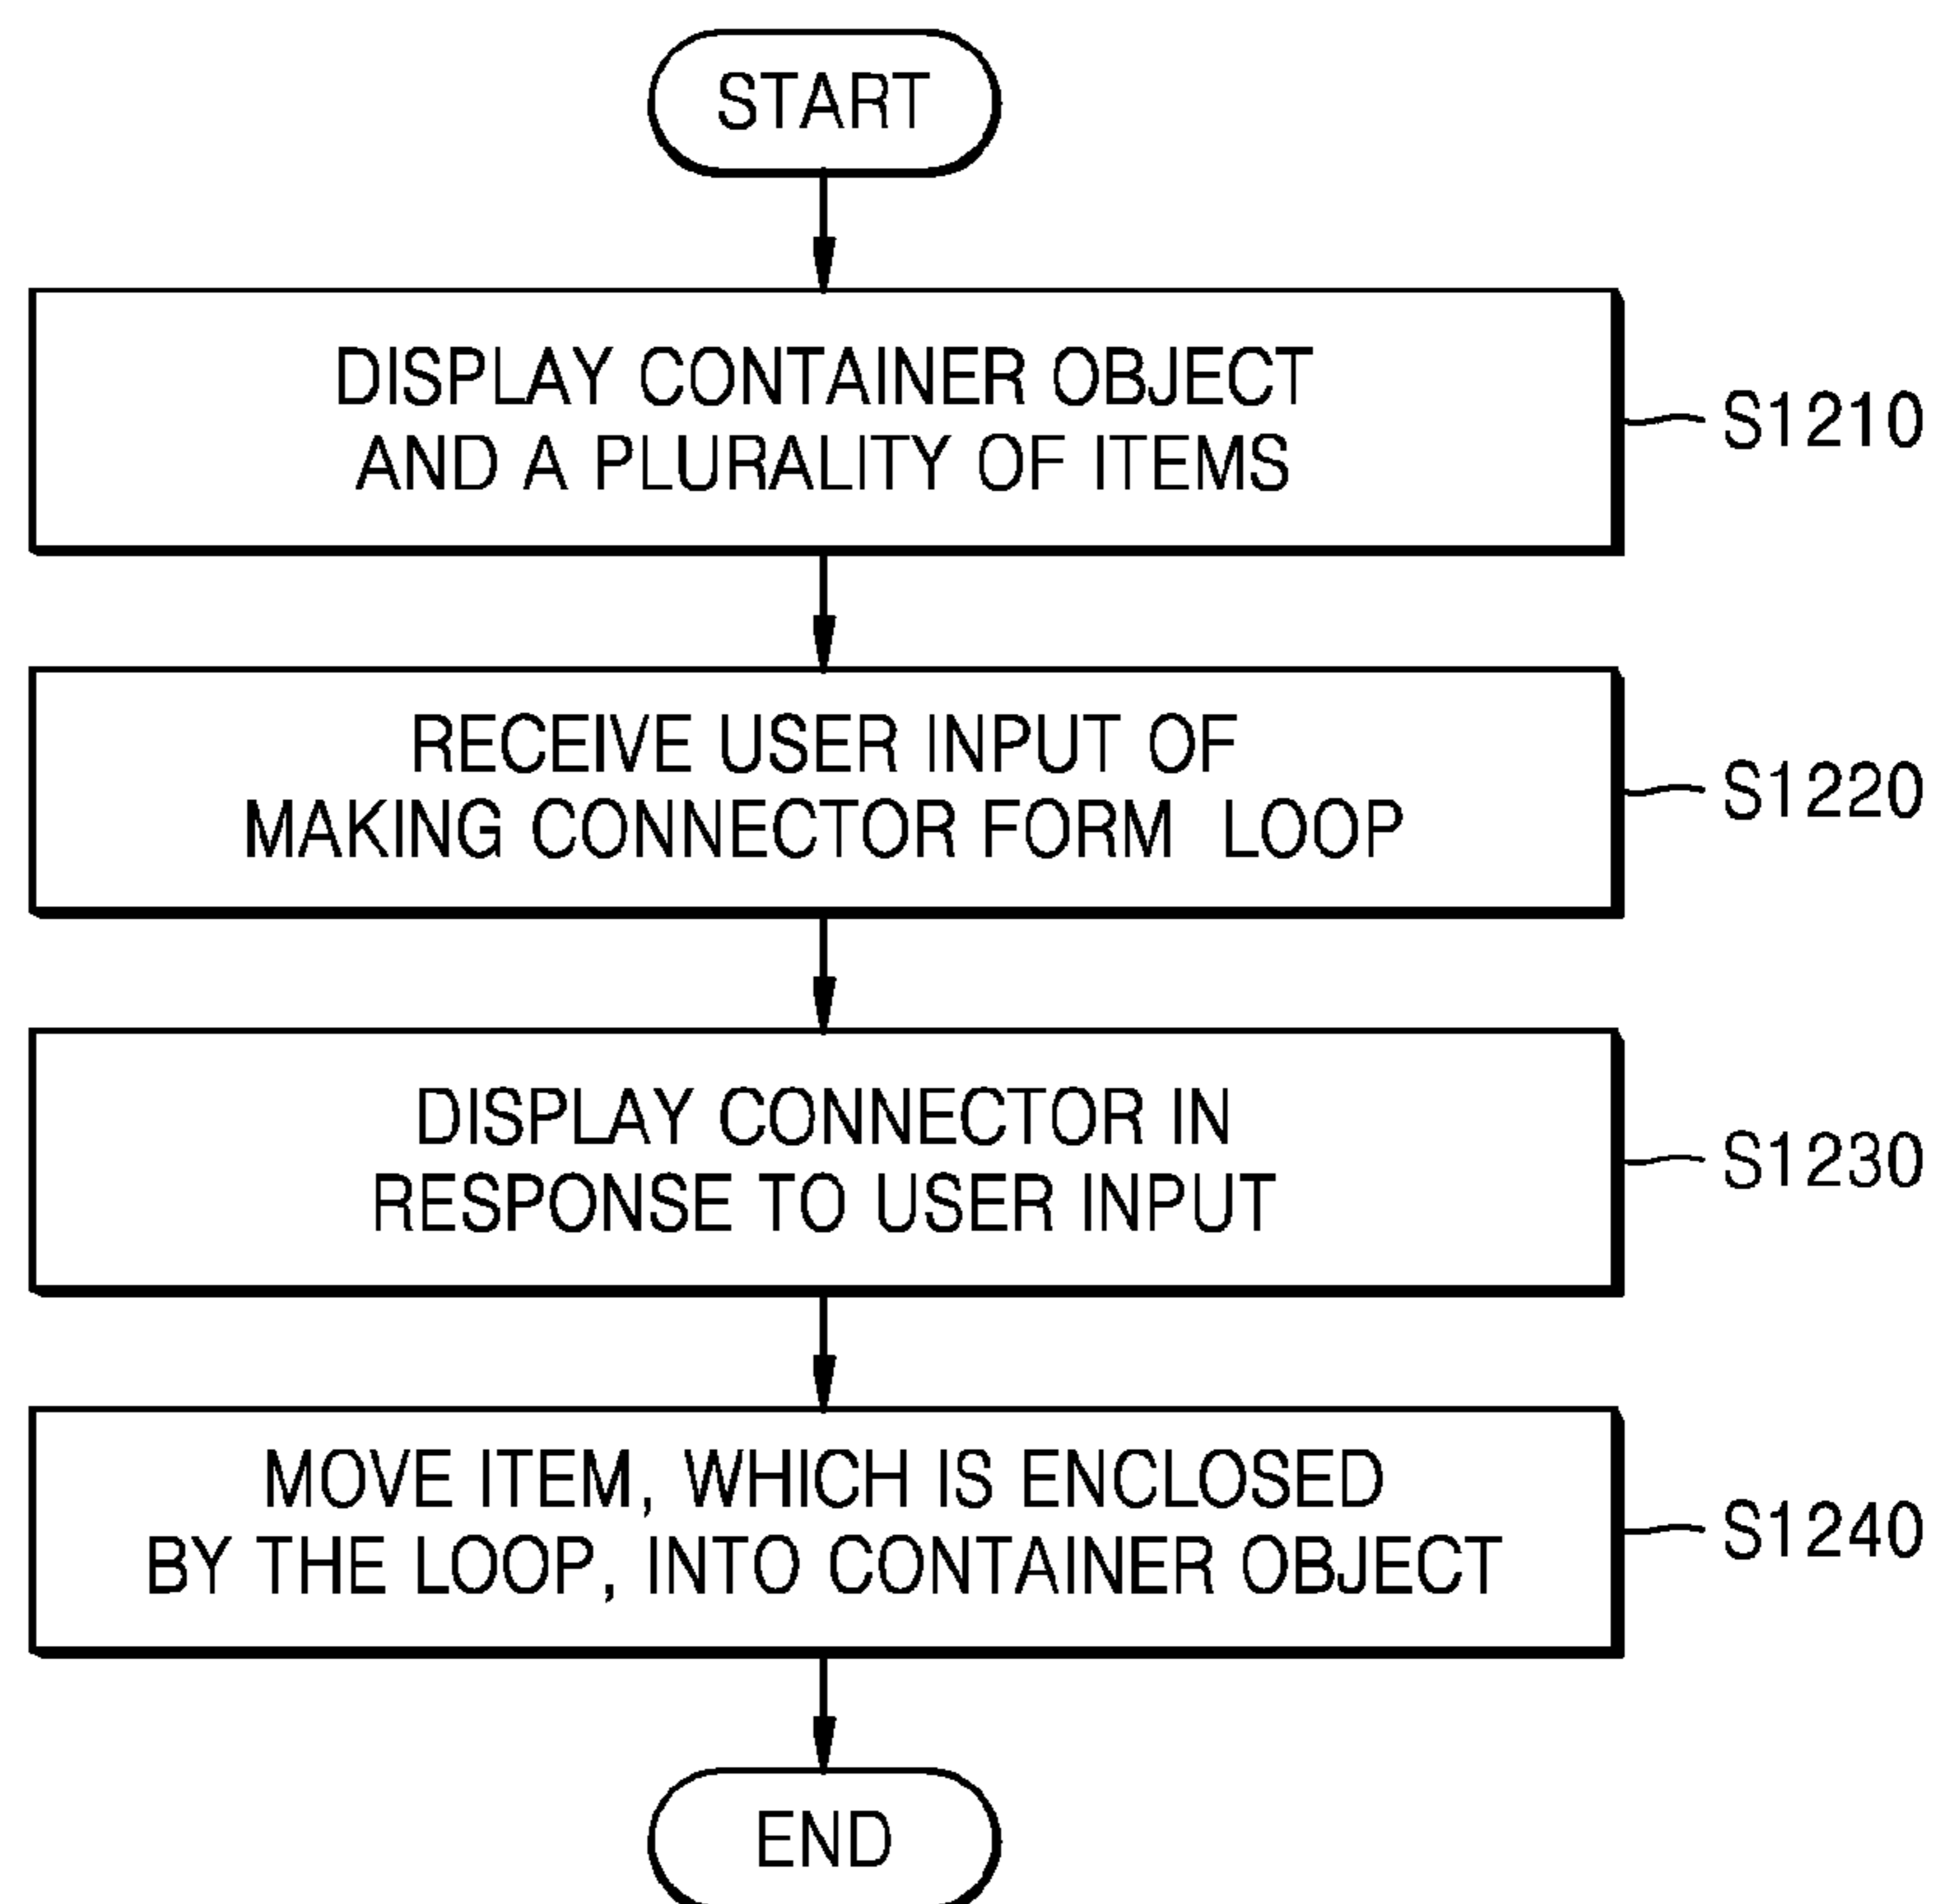 START
DISPLAY CONTAINER OBJECT
AND A PLURALITY OF ITEMS
S1210
RECEIVE USER INPUT OF
MAKING CONNECTOR FORM LOOP
S1220
DISPLAY CONNECTOR IN
RESPONSE TO USER INPUT
S1230
MOVE ITEM, WHICH IS ENCLOSED
BY THE LOOP, INTO CONTAINER OBJECT
S1240
END